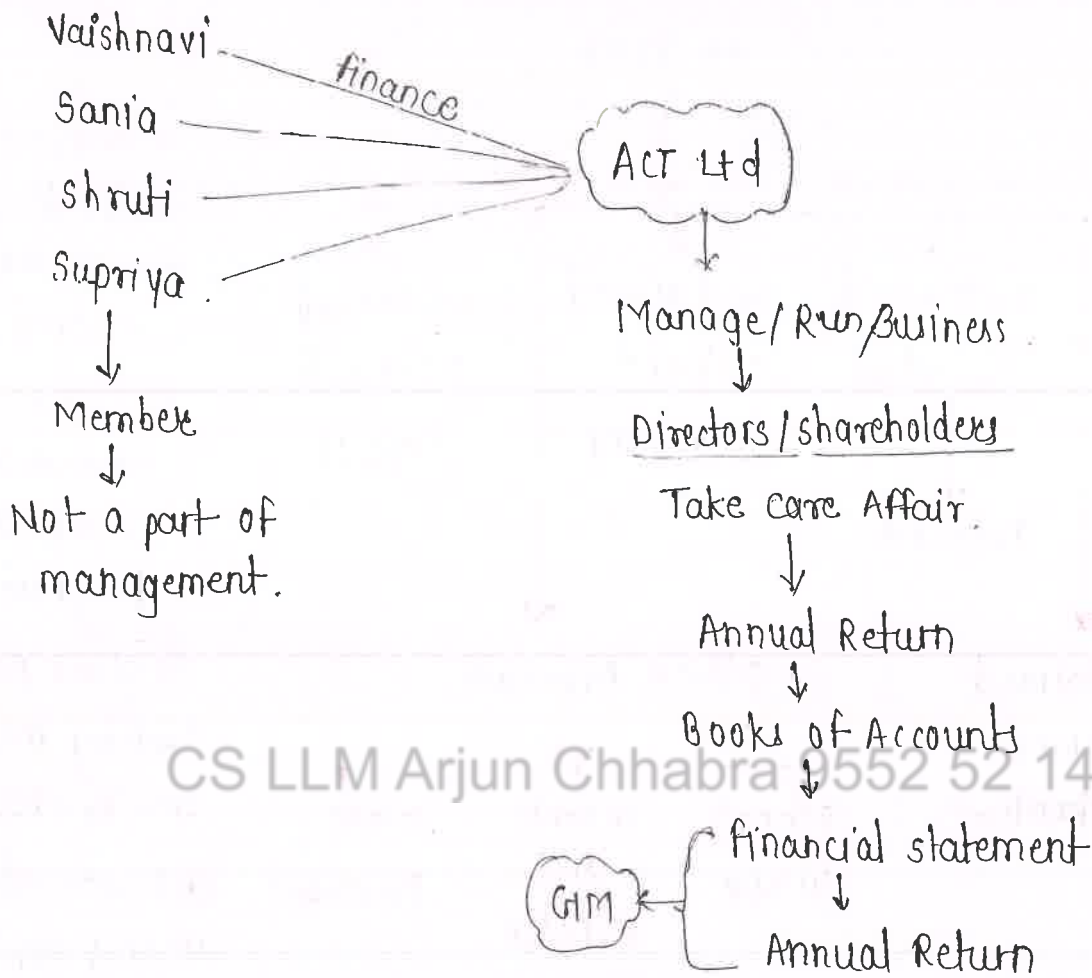 Vaishnavi
Sania
Shruti
Supriya.
finance
ACT Ltd
Member
Not a part of
management.
Manage/Run/Business.
Directors/shareholders
Take care Affair.
Annual Return
Books of Accounts
CS LLM Arjun Chhabra 9552 52 14
financial statement
Annual Return
GM